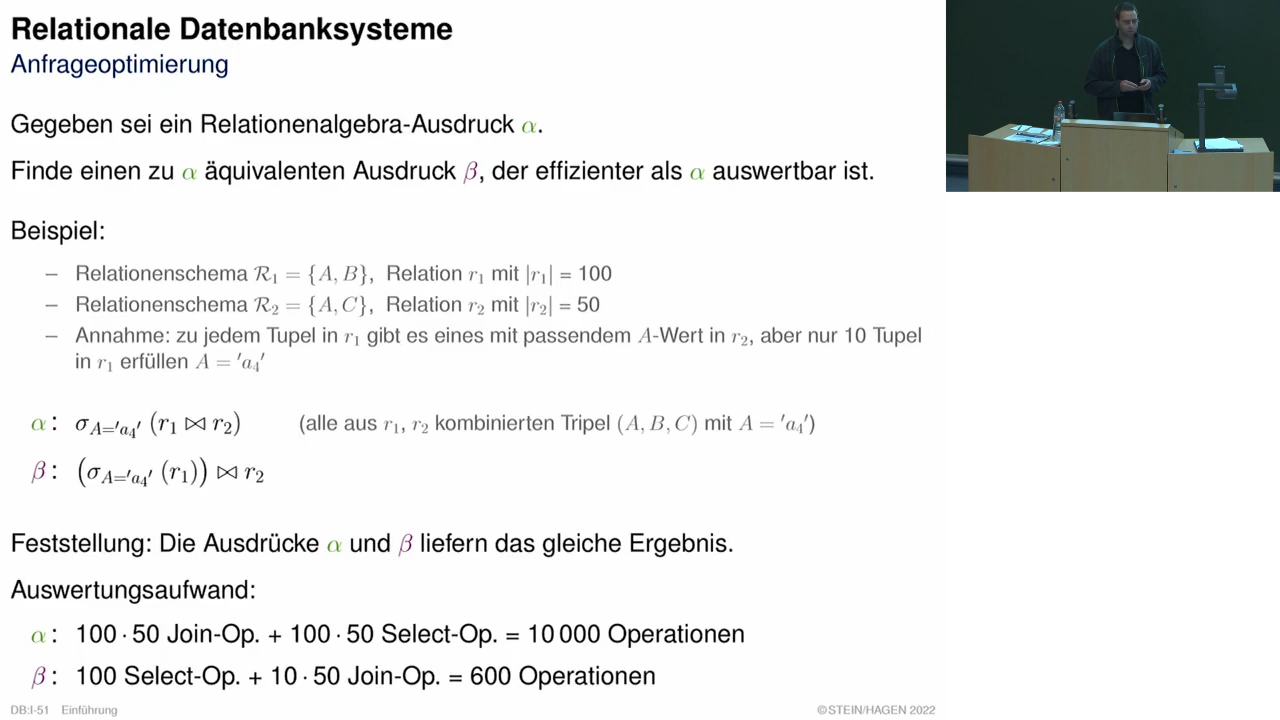 Relationale Datenbanksysteme
Anfrageoptimierung
Gegeben sei ein Relationenalgebra-Ausdruck α.
Finde einen zu α äquivalenten Ausdruck β, der effizienter als α auswertbar ist.
Beispiel:
– Relationenschema R₁ = {A, B}, Relation r₁ mit |r₁| = 100
– Relationenschema R₂ = {A, C}, Relation r₂ mit |r₂| = 50
– Annahme: zu jedem Tupel in r₁ gibt es eines mit passendem A-Wert in r₂, aber nur 10 Tupel
in r₁ erfüllen A = 'a₄'
α: σ_{A='a₄'} (r₁ ⋈ r₂) (alle aus r₁, r₂ kombinierten Tripel (A, B, C) mit A = 'a₄')
β: (σ_{A='a₄'} (r₁)) ⋈ r₂
Feststellung: Die Ausdrücke α und β liefern das gleiche Ergebnis.
Auswertungsaufwand:
α: 100 · 50 Join-Op. + 100 · 50 Select-Op. = 10 000 Operationen
β: 100 Select-Op. + 10 · 50 Join-Op. = 600 Operationen
DB:I-51 Einführung ©STEIN/HAGEN 2022